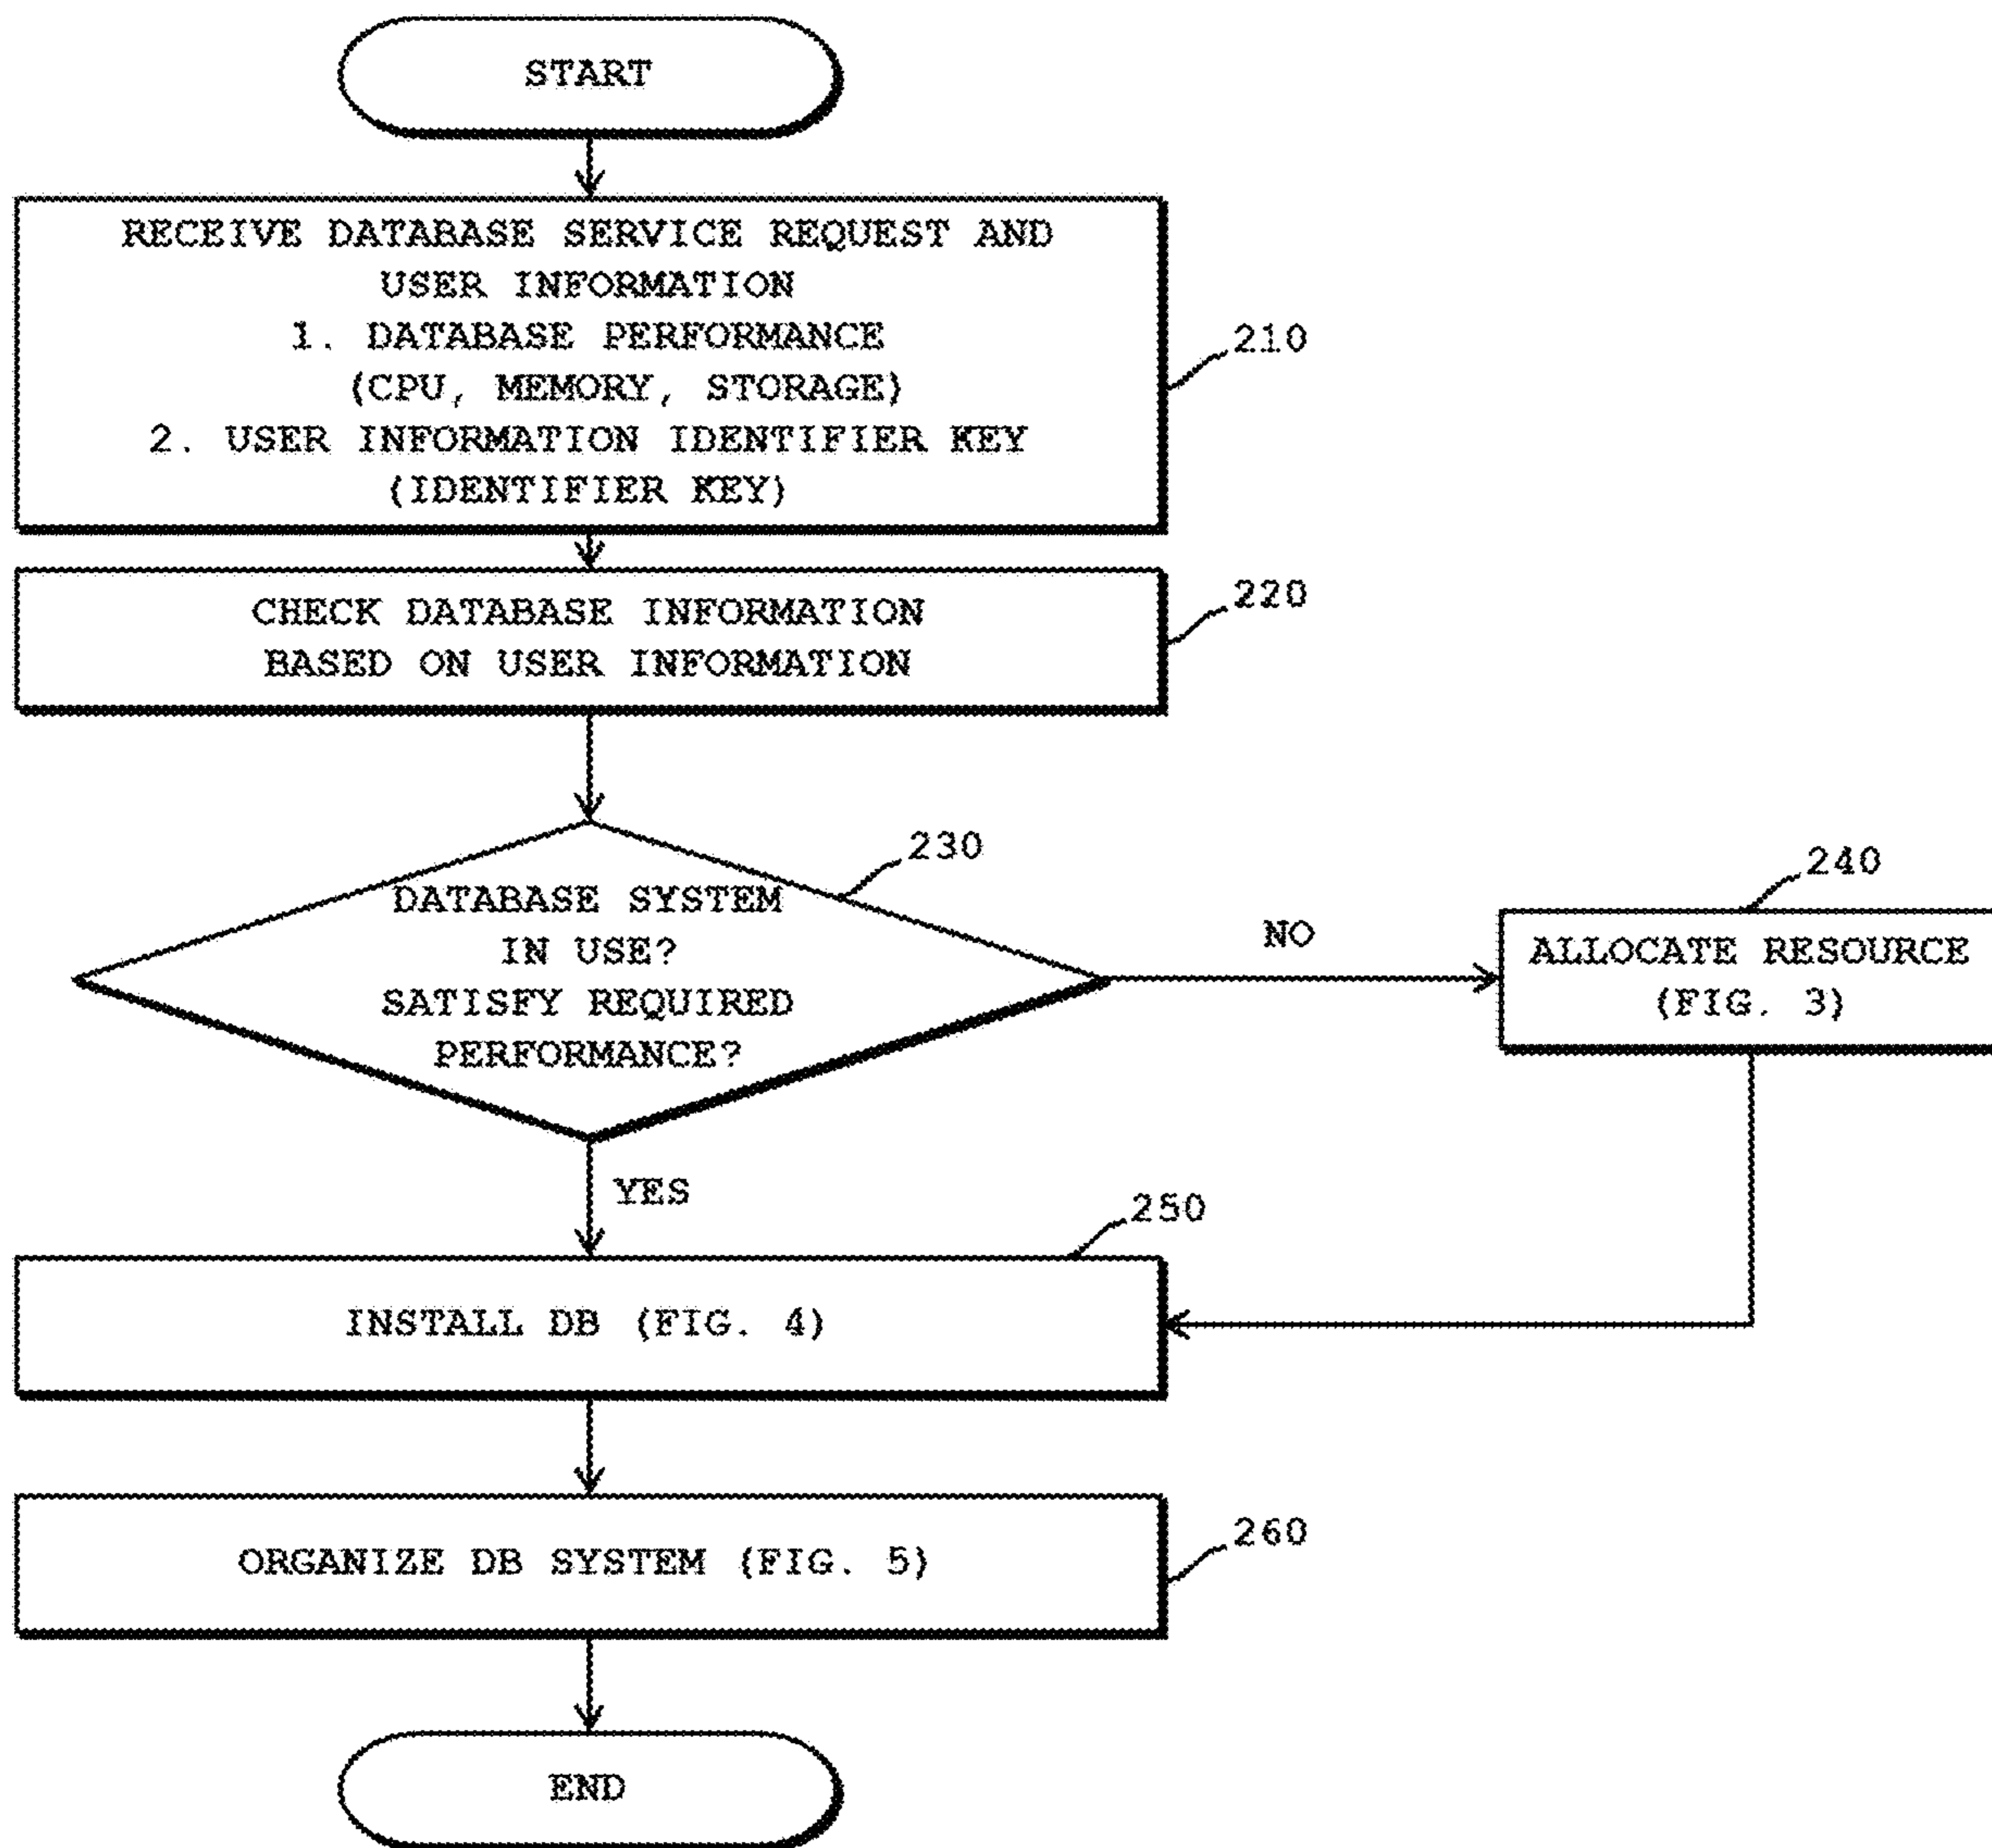 START
RECEIVE DATABASE SERVICE REQUEST AND
USER INFORMATION
1. DATABASE PERFORMANCE
(CPU, MEMORY, STORAGE)
2. USER INFORMATION IDENTIFIER KEY
(IDENTIFIER KEY)
210
CHECK DATABASE INFORMATION
BASED ON USER INFORMATION
220
230
DATABASE SYSTEM
IN USE?
SATISFY REQUIRED
PERFORMANCE?
NO
240
ALLOCATE RESOURCE
(FIG. 3)
YES
250
INSTALL DB (FIG. 4)
ORGANIZE DB SYSTEM (FIG. 5)
260
END